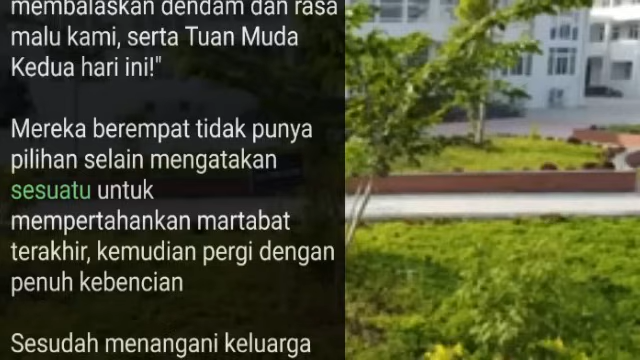 membalaskan dendam dan rasa
malu kami, serta Tuan Muda
Kedua hari ini!"
Mereka berempat tidak punya
pilihan selain mengatakan
sesuatu untuk
mempertahankan martabat
terakhir, kemudian pergi dengan
penuh kebencian
Sesudah menangani keluarga